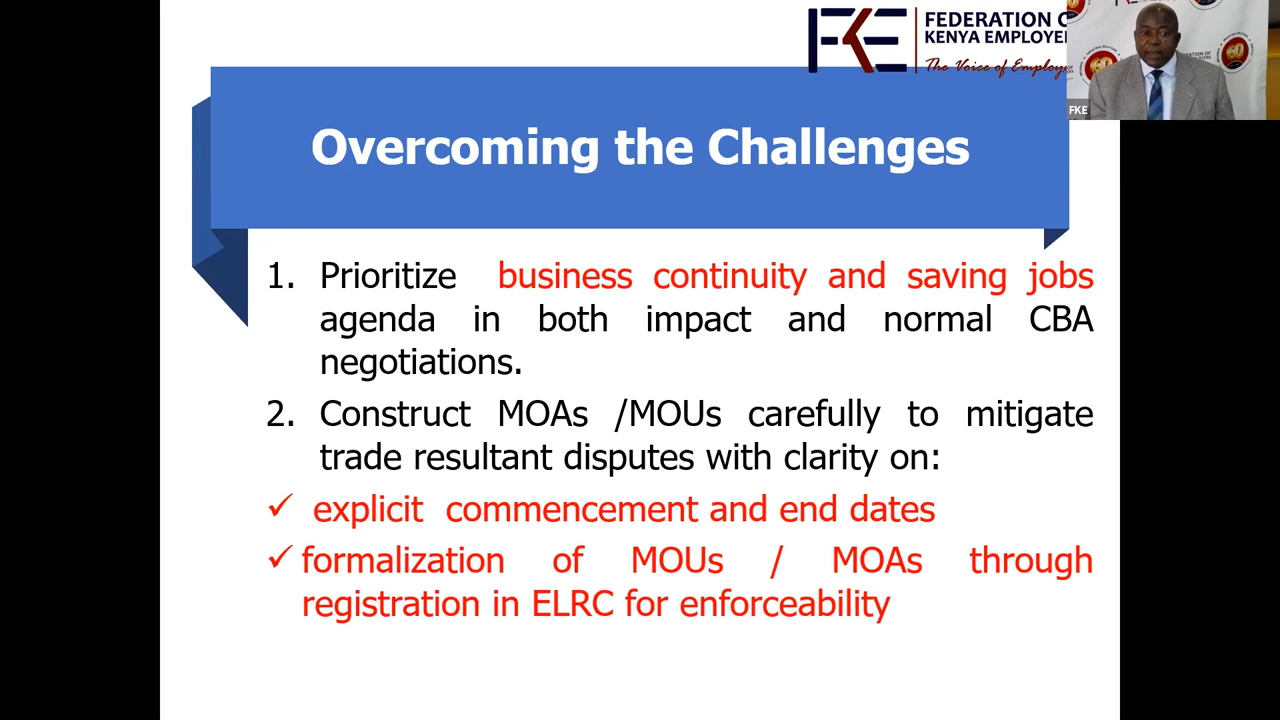 FEDERATION O
KENYA EMPLOYER
The Voice of Employe
FKE
Overcoming the Challenges
1. Prioritize business continuity and saving jobs
agenda in both impact and normal CBA
negotiations.
2. Construct MOAs /MOUs carefully to mitigate
trade resultant disputes with clarity on:
✓ explicit commencement and end dates
✓ formalization of MOUs / MOAs through
registration in ELRC for enforceability